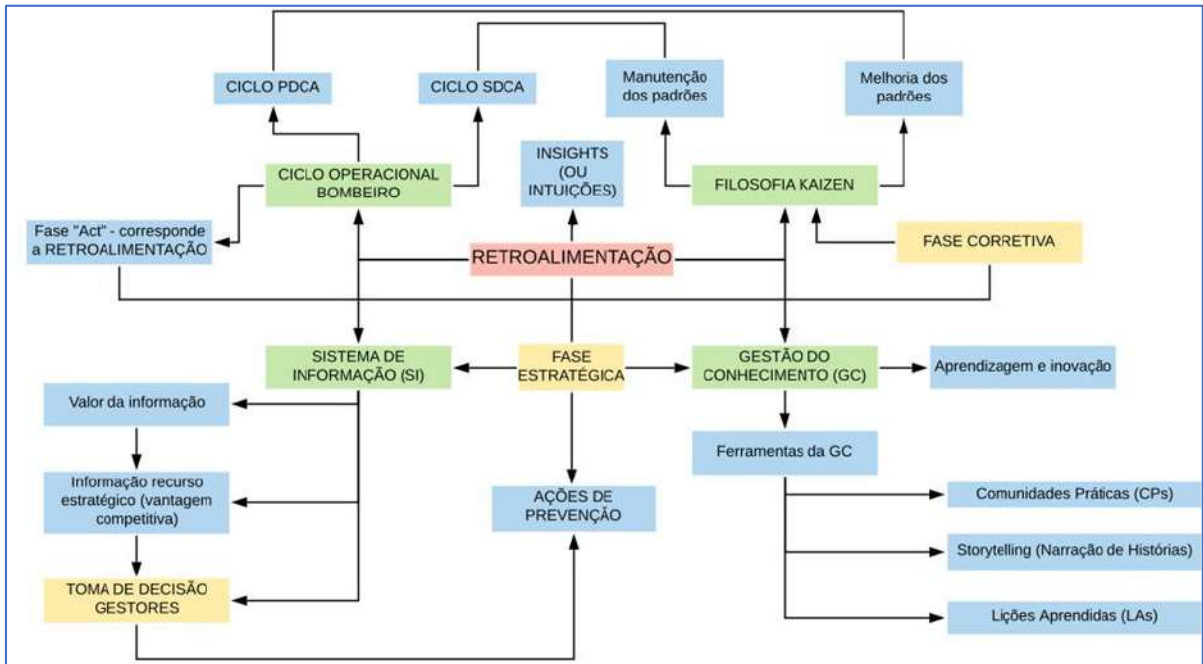 CICLO PDCA
CICLO SDCA
Manutenção
dos padrões
Melhoria dos
padrões
INSIGHTS
(OU
INTUIÇÕES)
CICLO OPERACIONAL
BOMBEIRO
FILOSOFIA KAIZEN
Fase "Act" - corresponde
a RETROALIMENTAÇÃO
RETROALIMENTAÇÃO
FASE CORRETIVA
SISTEMA DE
INFORMAÇÃO (SI)
FASE
ESTRATÉGICA
GESTÃO DO
CONHECIMENTO (GC)
Aprendizagem e inovação
Valor da informação
Ferramentas da GC
Informação recurso
estratégico (vantagem
competitiva)
AÇÕES DE
PREVENÇÃO
Comunidades Práticas (CPs)
Storytelling (Narração de Histórias)
TOMA DE DECISÃO
GESTORES
Lições Aprendidas (LAs)